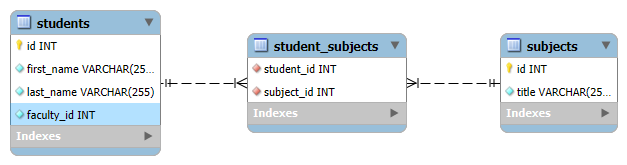 students
id INT
first_name VARCHAR(25...
last_name VARCHAR(255)
faculty_id INT
Indexes
student_subjects
student_id INT
subject_id INT
Indexes
subjects
id INT
title VARCHAR(25...
Indexes